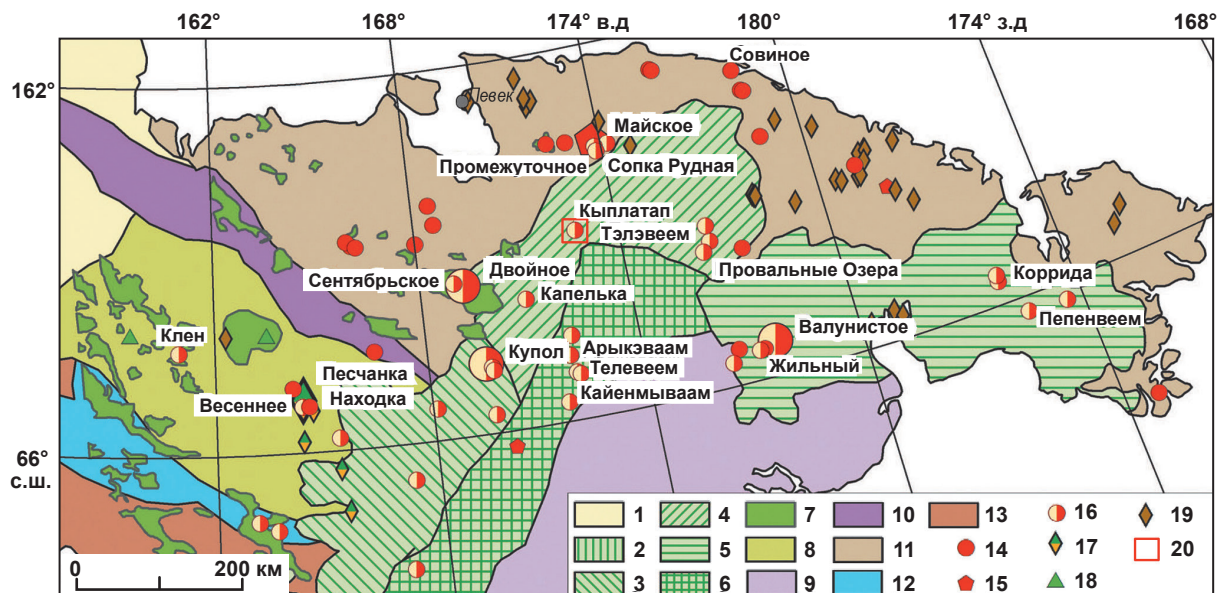 162° 168° 174° в.д 180° 174° з.д 168°
162°
Совиное
Певек
Майское
Промежуточное
Сопка Рудная
Кыплатап
Тэлэвеем
Сентябрьское
Двойное
Провальные Озера
Капелька
Коррида
Пепенвеем
Клен
Валунистое
Купол
Арыкэваам
Жильный
Песчанка
Телевеем
Весеннее
Находка
Кайенмываам
66°
с.ш.
0 200 км
1 4 7 10 13 16 19
2 5 8 11 14 17 20
3 6 9 12 15 18